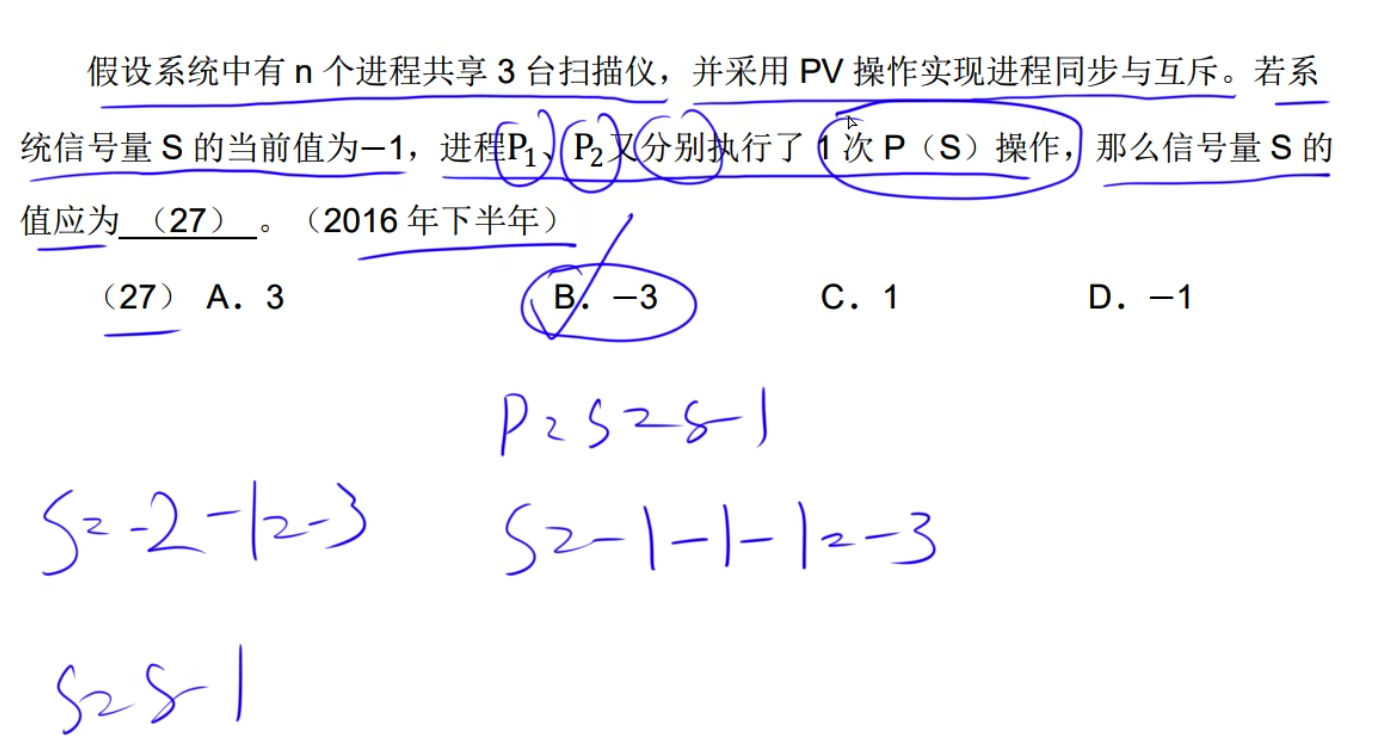 假设系统中有 n 个进程共享 3 台扫描仪，并采用 PV 操作实现进程同步与互斥。若系
统信号量 S 的当前值为－1，进程P₁、P₂又分别执行了 1 次 P（S）操作，那么信号量 S 的
值应为 （27） 。（2016 年下半年）
（27） A．3 B．－3 C．1 D．－1
P=S=S-1
S=-2-1=-3 S=-1-1-1=-3
S=S-1